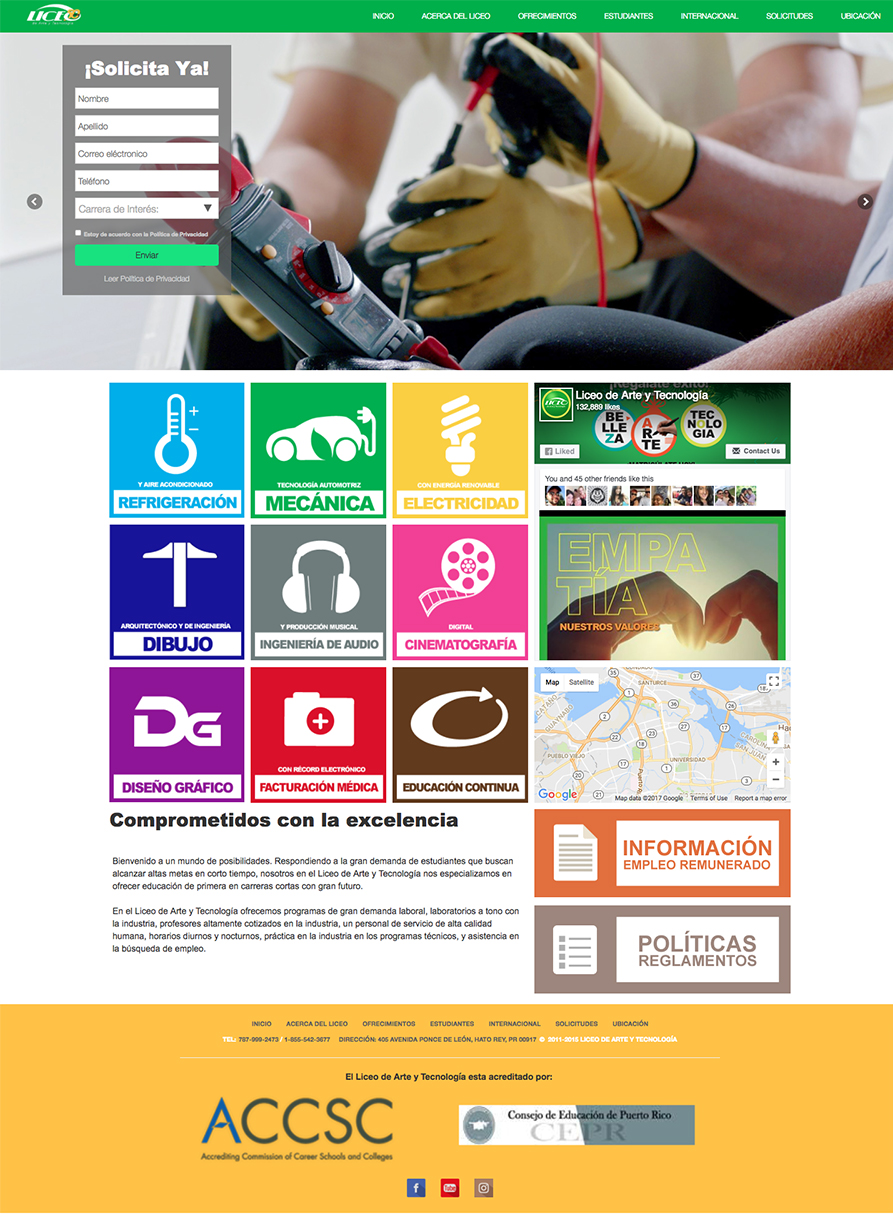 LICEO
de Arte y Tecnología
INICIO ACERCA DEL LICEO OFRECIMIENTOS ESTUDIANTES INTERNACIONAL SOLICITUDES UBICACIÓN
¡Solicita Ya!
Nombre
Apellido
Correo eléctronico
Teléfono
Carrera de Interés:
Estoy de acuerdo con la Política de Privacidad
Enviar
Leer Política de Privacidad
Y AIRE ACONDICIONADO
REFRIGERACIÓN
TECNOLOGÍA AUTOMOTRIZ
MECÁNICA
CON ENERGÍA RENOVABLE
ELECTRICIDAD
ARQUITECTÓNICO Y DE INGENIERÍA
DIBUJO
Y PRODUCCIÓN MUSICAL
INGENIERÍA DE AUDIO
DIGITAL
CINEMATOGRAFÍA
DG
DISEÑO GRÁFICO
CON RÉCORD ELECTRÓNICO
FACTURACIÓN MÉDICA
EDUCACIÓN CONTINUA
¡Regálate éxito!
Liceo de Arte y Tecnología
132,889 likes
BELLEZA
ARTE
TECNOLOGIA
Liked
Contact Us
You and 45 other friends like this
EMPA
TÍA
NUESTROS VALORES
Map Satellite
SANTURCE
CATAÑO
GUAYNABO
PUEBLO VIEJO
UNIVERSIDAD
SAN JUAN
Google
Map data ©2017 Google Terms of Use Report a map error
Comprometidos con la excelencia
Bienvenido a un mundo de posibilidades. Respondiendo a la gran demanda de estudiantes que buscan
alcanzar altas metas en corto tiempo, nosotros en el Liceo de Arte y Tecnología nos especializamos en
ofrecer educación de primera en carreras cortas con gran futuro.
En el Liceo de Arte y Tecnología ofrecemos programas de gran demanda laboral, laboratorios a tono con
la industria, profesores altamente cotizados en la industria, un personal de servicio de alta calidad
humana, horarios diurnos y nocturnos, práctica en la industria en los programas técnicos, y asistencia en
la búsqueda de empleo.
INFORMACIÓN
EMPLEO REMUNERADO
POLÍTICAS
REGLAMENTOS
INICIO ACERCA DEL LICEO OFRECIMIENTOS ESTUDIANTES INTERNACIONAL SOLICITUDES UBICACIÓN
TEL: 787-999-2473 / 1-855-542-3677 DIRECCIÓN: 405 AVENIDA PONCE DE LEÓN, HATO REY, PR 00917 © 2011-2015 LICEO DE ARTE Y TECNOLOGÍA
El Liceo de Arte y Tecnología esta acreditado por:
ACCSC
Accrediting Commission of Career Schools and Colleges
Consejo de Educación de Puerto Rico
CEPR